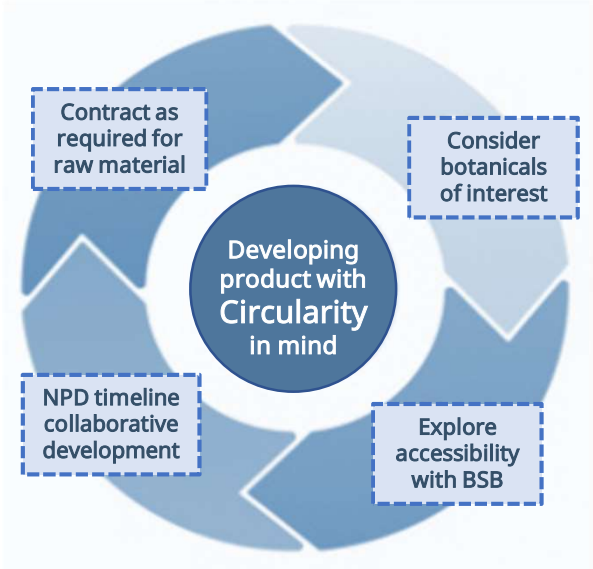 Contract as
required for
raw material
Consider
botanicals
of interest
Developing
product with
Circularity
in mind
NPD timeline
collaborative
development
Explore
accessibility
with BSB